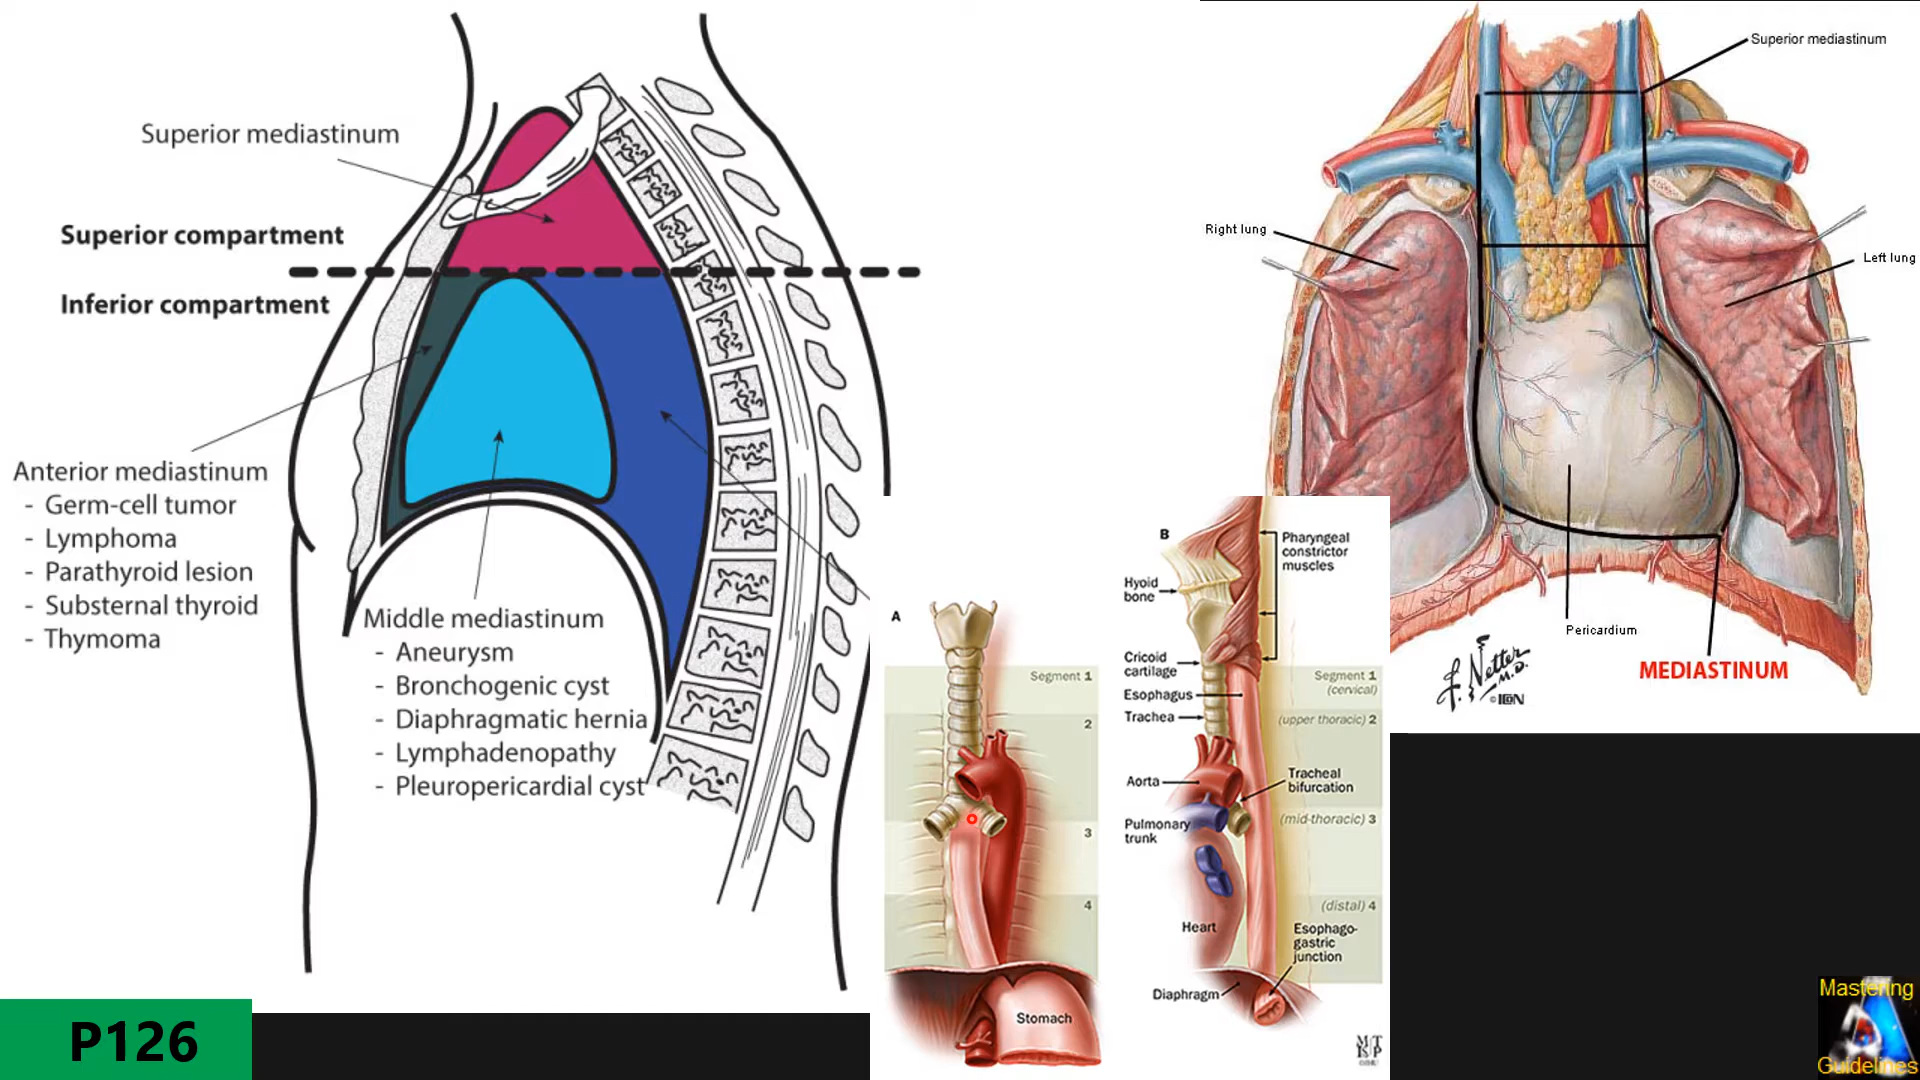 Superior mediastinum
Superior compartment
Inferior compartment
Anterior mediastinum
- Germ-cell tumor
- Lymphoma
- Parathyroid lesion
- Substernal thyroid
- Thymoma
Middle mediastinum
- Aneurysm
- Bronchogenic cyst
- Diaphragmatic hernia
- Lymphadenopathy
- Pleuropericardial cyst
P126
A
Segment 1
2
3
4
Stomach
B
Pharyngeal
constrictor
muscles
Hyoid
bone
Cricoid
cartilage
Esophagus
Trachea
Segment 1
(cervical)
(upper thoracic) 2
Aorta
Tracheal
bifurcation
Pulmonary
trunk
(mid-thoracic) 3
(distal) 4
Heart
Esophago-
gastric
junction
Diaphragm
Superior mediastinum
Right lung
Left lung
Pericardium
MEDIASTINUM
F. Netter
M.D.
Mastering
Guidelines